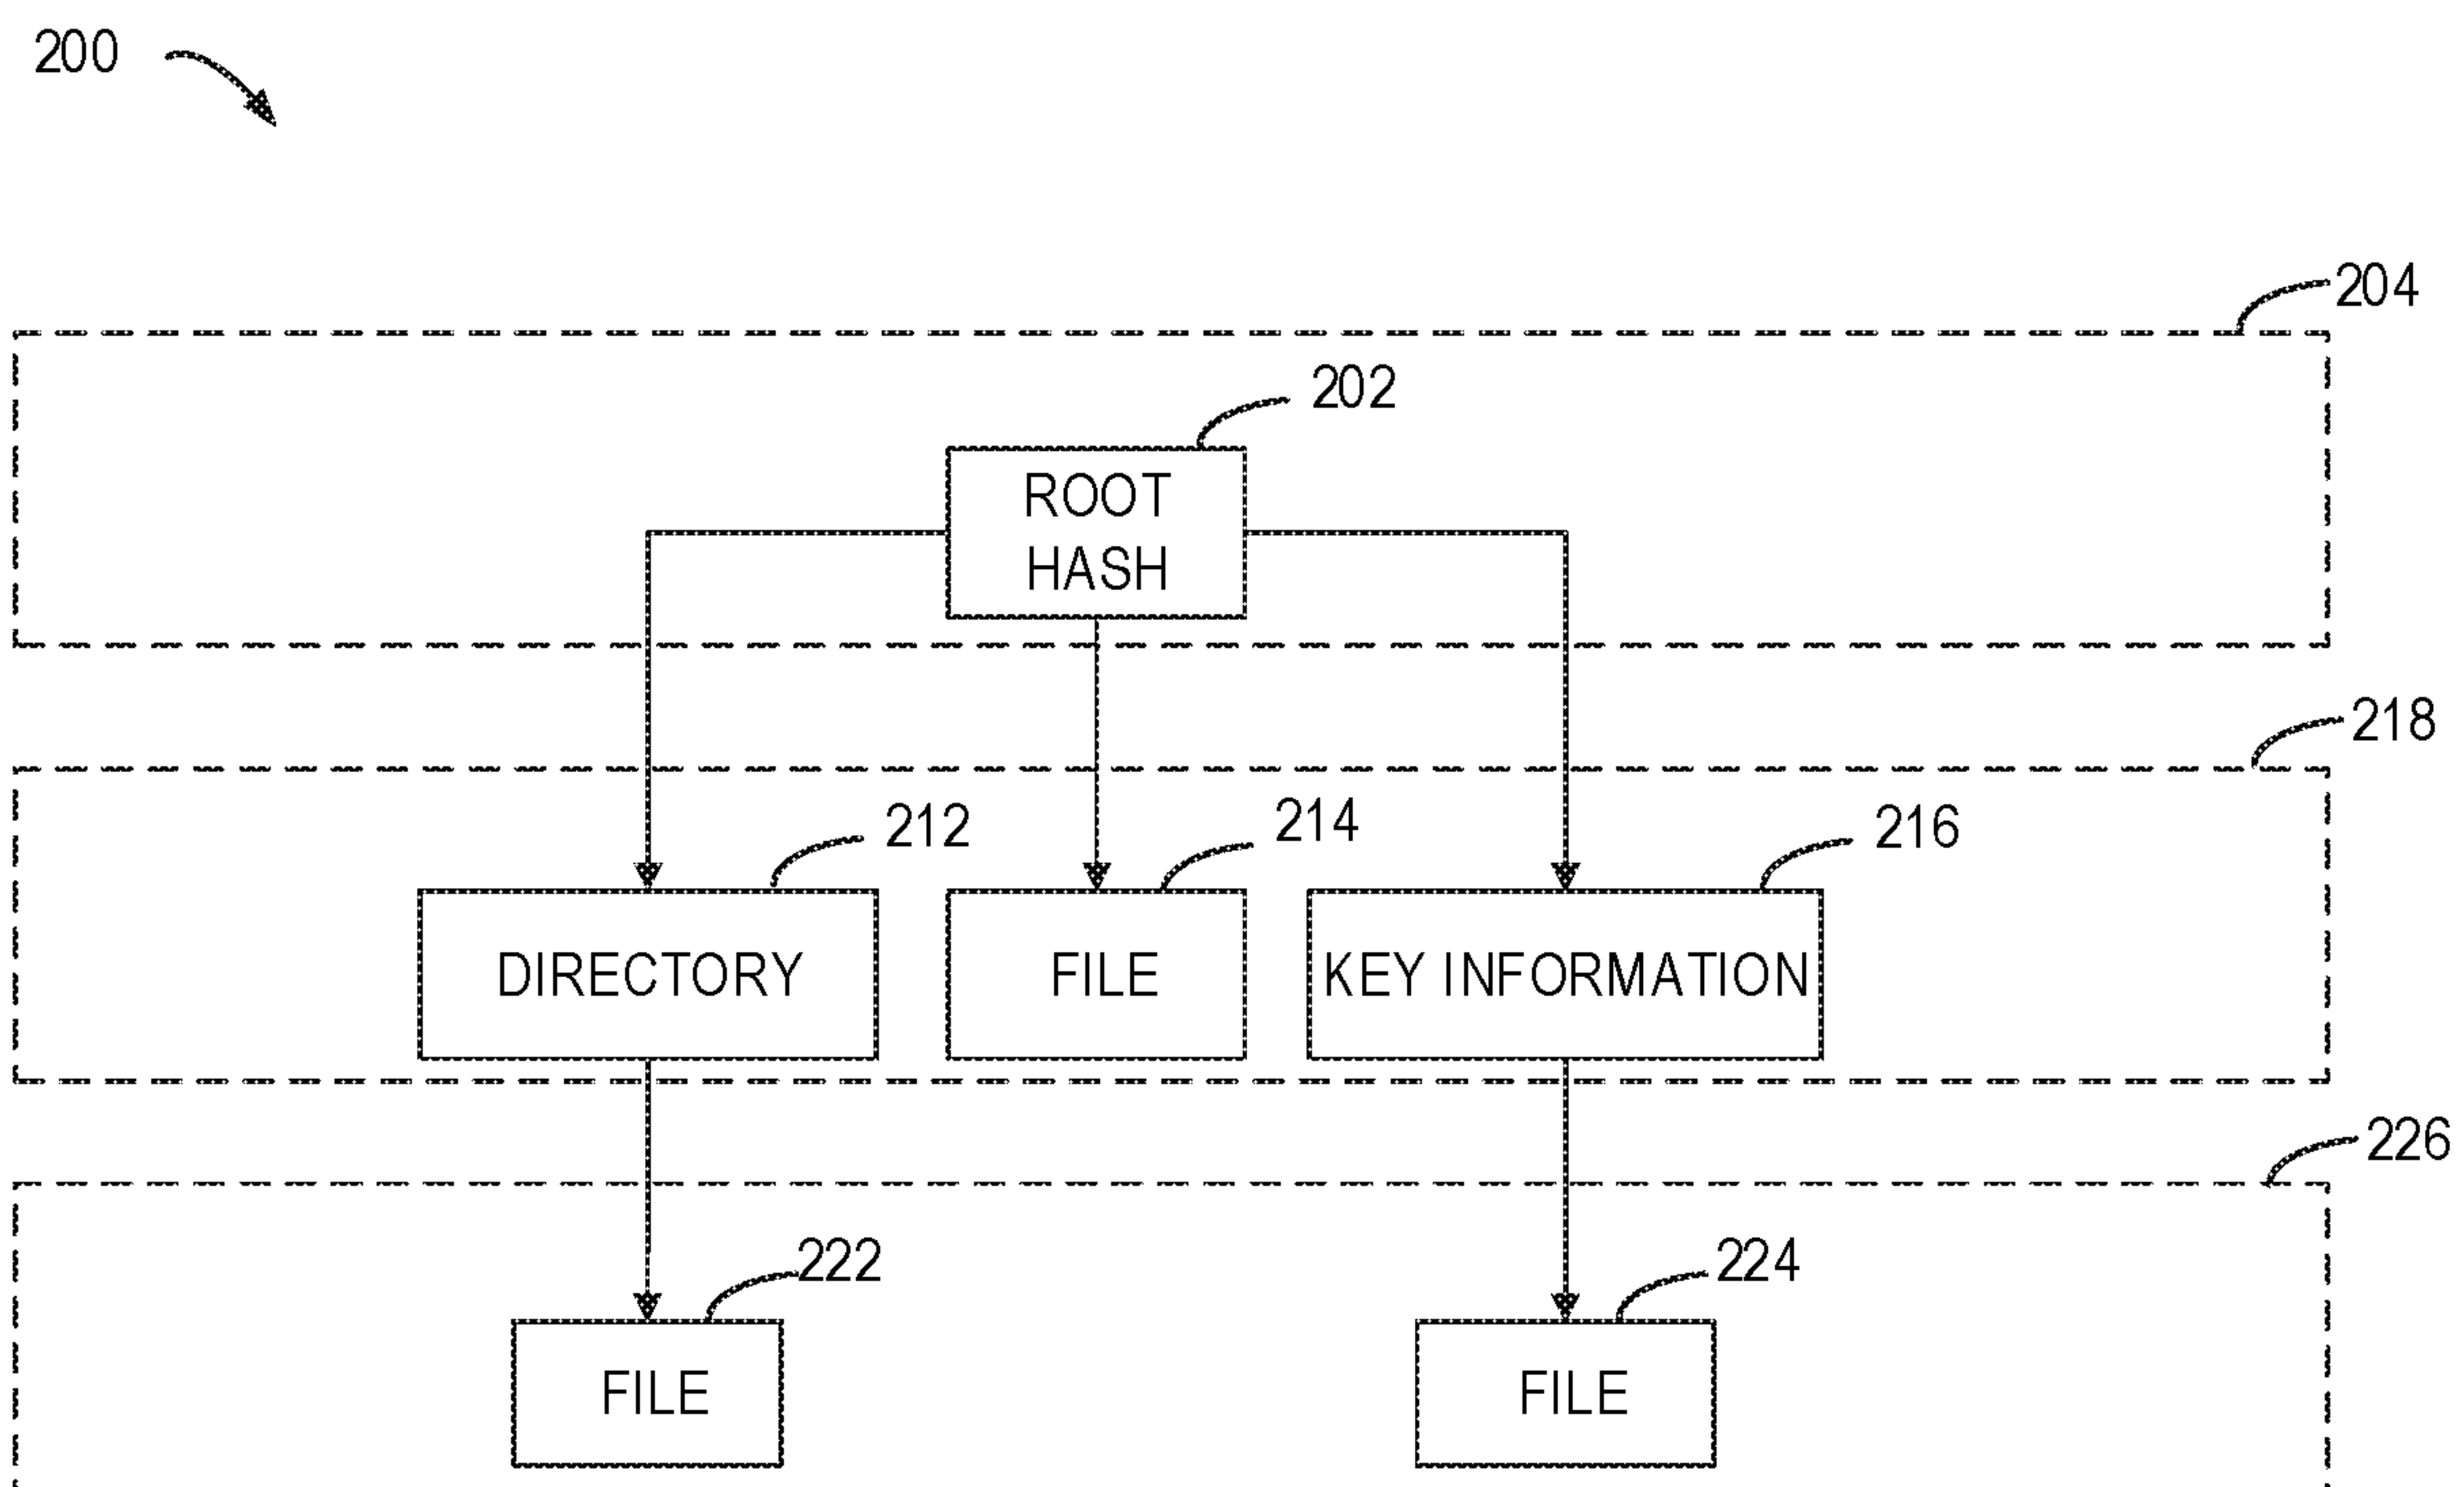 200
204
202
ROOT
HASH
218
212
214
216
DIRECTORY
FILE
KEY INFORMATION
226
222
224
FILE
FILE